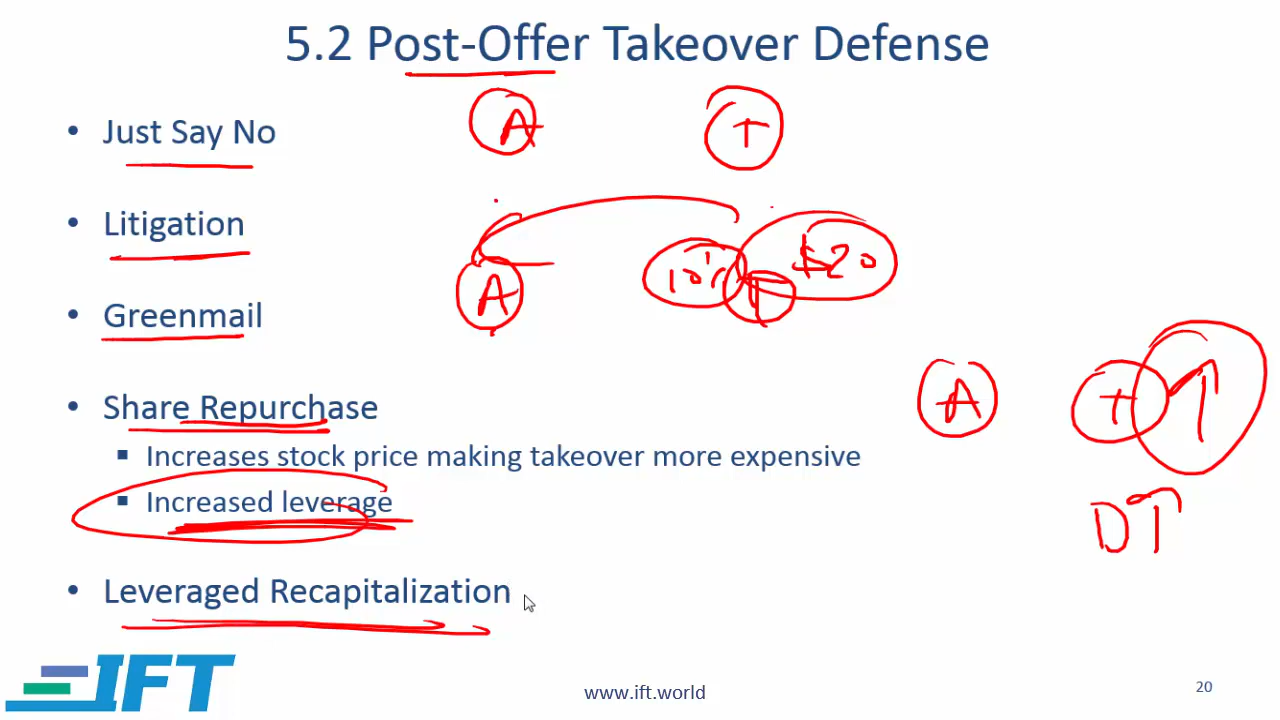 5.2 Post-Offer Takeover Defense
• Just Say No
A T
• Litigation
A 10% T $20
• Greenmail
A T ↑
• Share Repurchase
▪ Increases stock price making takeover more expensive
▪ Increased leverage
D↑
• Leveraged Recapitalization
IFT
www.ift.world
20